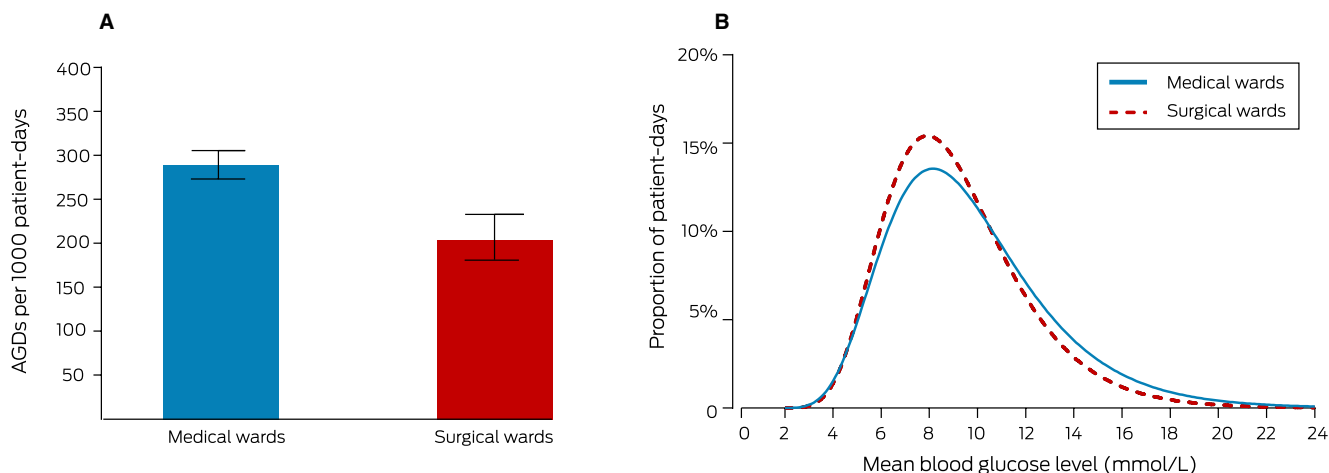 A
AGDs per 1000 patient-days
400
350
300
250
200
150
100
50
Medical wards
Surgical wards
B
Proportion of patient-days
20%
15%
10%
5%
0
Medical wards
Surgical wards
0 2 4 6 8 10 12 14 16 18 20 22 24
Mean blood glucose level (mmol/L)